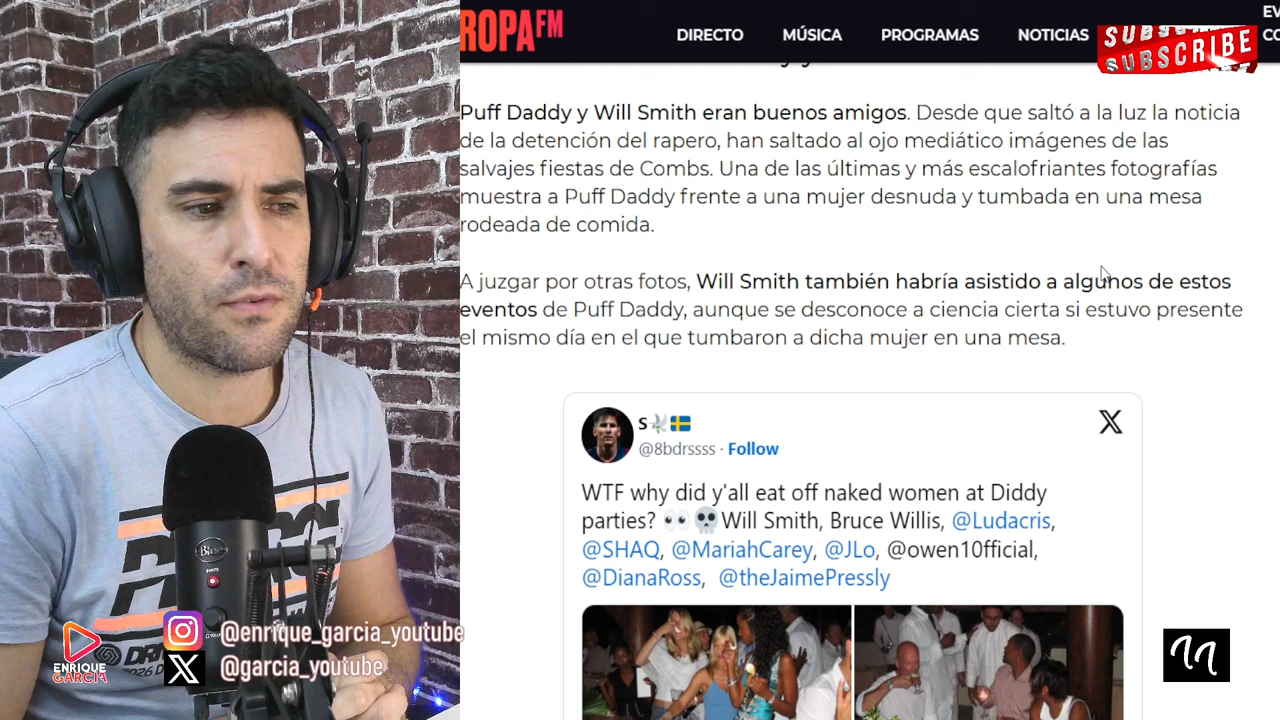 ROPAFM
DIRECTO MÚSICA PROGRAMAS NOTICIAS EV
SUBSCRIBE
SUBSCRIBE
Puff Daddy y Will Smith eran buenos amigos. Desde que saltó a la luz la noticia
de la detención del rapero, han saltado al ojo mediático imágenes de las
salvajes fiestas de Combs. Una de las últimas y más escalofriantes fotografías
muestra a Puff Daddy frente a una mujer desnuda y tumbada en una mesa
rodeada de comida.
A juzgar por otras fotos, Will Smith también habría asistido a algunos de estos
eventos de Puff Daddy, aunque se desconoce a ciencia cierta si estuvo presente
el mismo día en el que tumbaron a dicha mujer en una mesa.
S
@8bdrssss · Follow
WTF why did y'all eat off naked women at Diddy
parties? 👀💀Will Smith, Bruce Willis, @Ludacris,
@SHAQ, @MariahCarey, @JLo, @owen10fficial,
@DianaRoss, @theJaimePressly
Blue
@enrique_garcia_youtube
@garcia_youtube
ENRIQUE
GARCIA